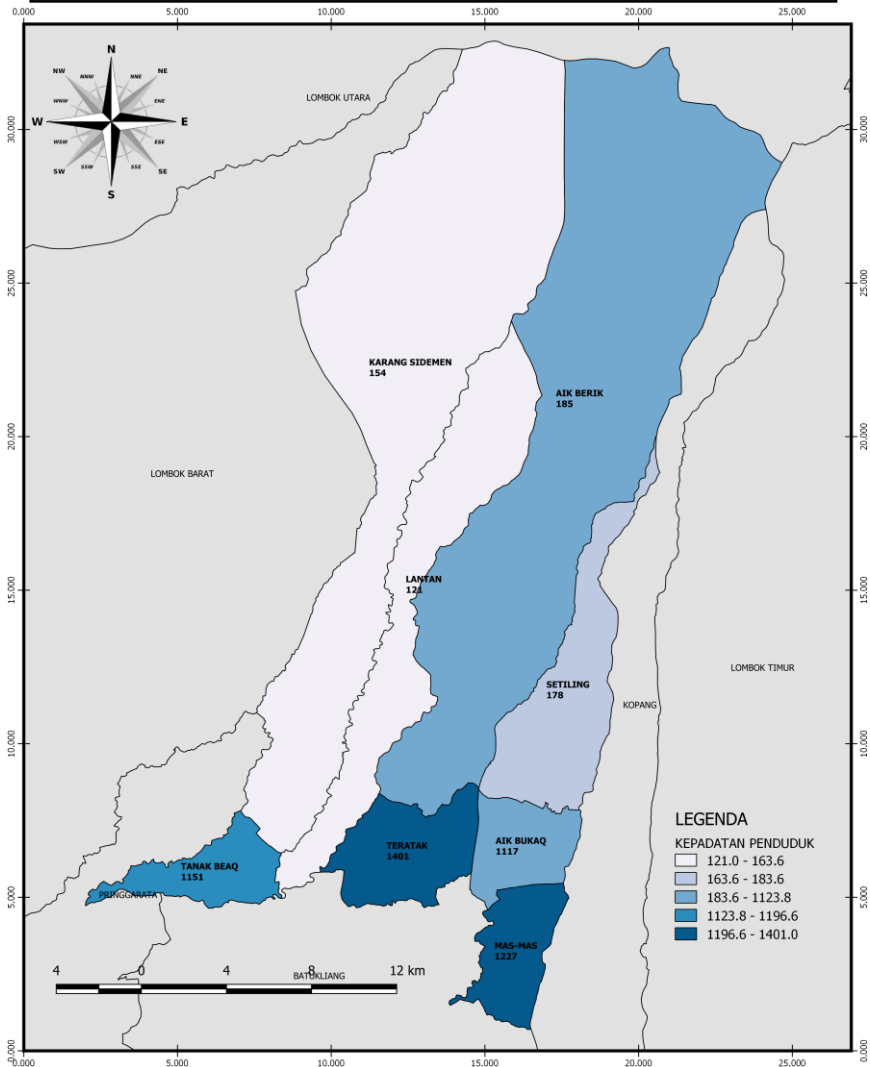 0.000 5.000 10.000 15.000 20.000 25.000
N
NNW NNE
NW NE
WNW ENE
W E
WSW ESE
SW SE
SSW SSE
S
LOMBOK UTARA
30.000 30.000
25.000 25.000
KARANG SIDEMEN
154
AIK BERIK
185
20.000 20.000
LOMBOK BARAT
LANTAN
121
15.000 15.000
LOMBOK TIMUR
SETILING
178
KOPANG
10.000 10.000
TERATAK
1401
AIK BUKAQ
1117
TANAK BEAQ
1151
PRINGGARATA
5.000 5.000
MAS-MAS
1227
BATUKLIANG
4 0 4 8 12 km
LEGENDA
KEPADATAN PENDUDUK
121.0 - 163.6
163.6 - 183.6
183.6 - 1123.8
1123.8 - 1196.6
1196.6 - 1401.0
0.000 0.000
0.000 5.000 10.000 15.000 20.000 25.000